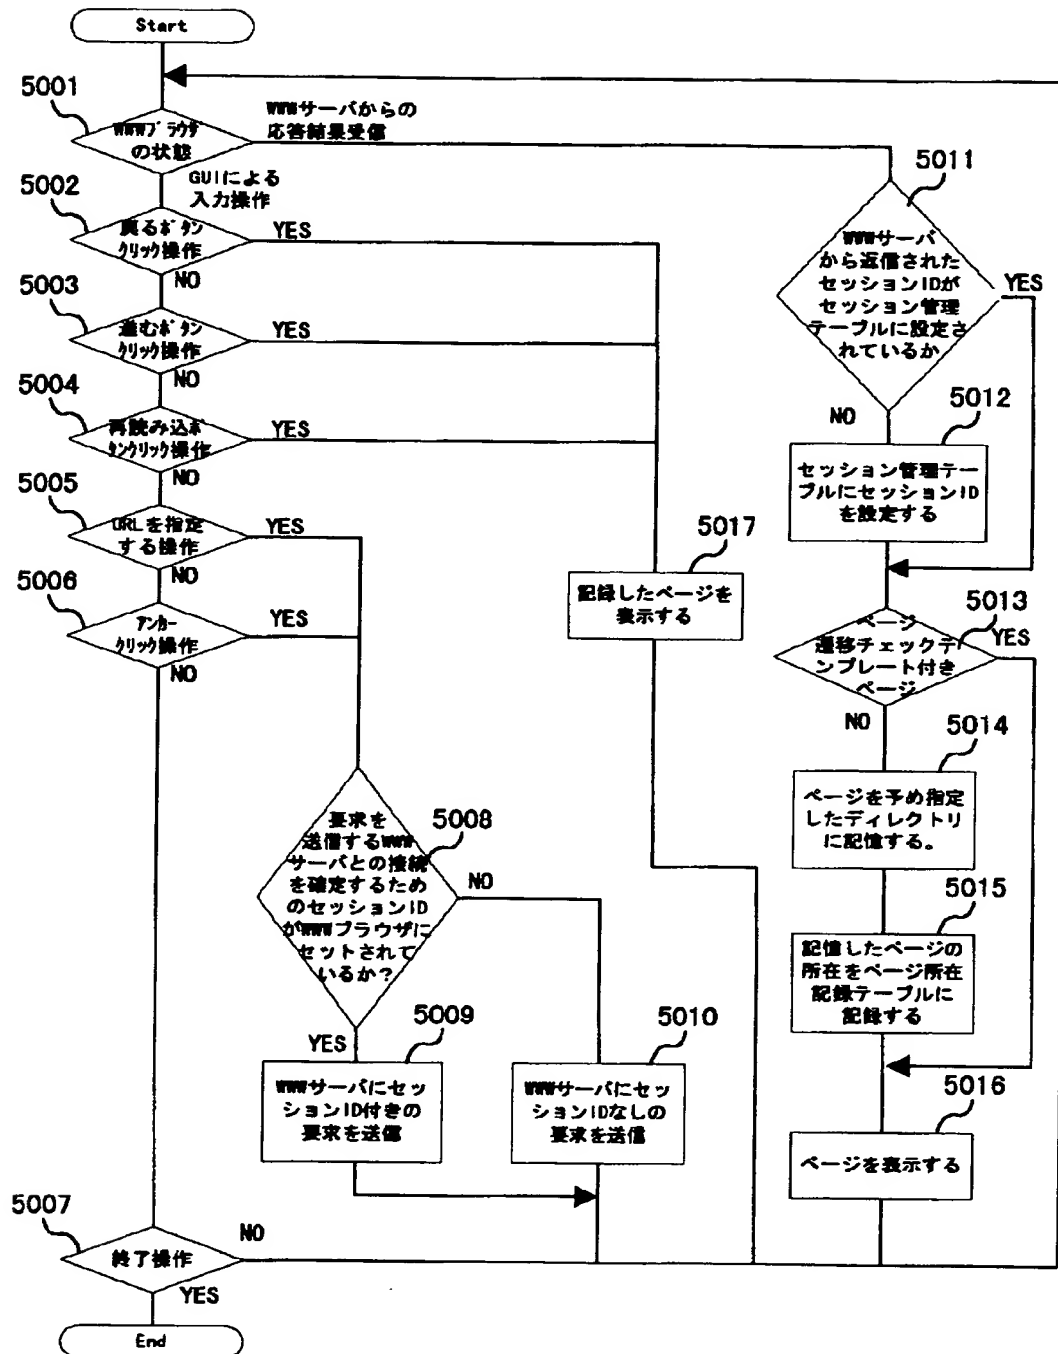 Start
5001
WWWブラウザ
の状態
WWWサーバからの
応答結果受信
GUIによる
入力操作
5002
戻るボタン
クリック操作
YES
NO
5003
進むボタン
クリック操作
YES
NO
5004
再読み込ボ
タンクリック操作
YES
NO
5005
URLを指定
する操作
YES
NO
5006
アンカー
クリック操作
YES
NO
5007
終了操作
NO
YES
End
5008
要求を
送信するWWW
サーバとの接続
を確定するため
のセッションID
がWWWブラウザに
セットされて
いるか?
NO
YES
5009
WWWサーバにセッ
ションID付きの
要求を送信
5010
WWWサーバにセッ
ションIDなしの
要求を送信
5017
記録したページを
表示する
5011
WWWサーバ
から返信された
セッションIDが
セッション管理
テーブルに設定さ
れているか
YES
NO
5012
セッション管理テー
ブルにセッションID
を設定する
5013
ページ
遷移チェックテ
ンプレート付き
ページ
YES
NO
5014
ページを予め指定
したディレクトリ
に記憶する。
5015
記憶したページの
所在をページ所在
記録テーブルに
記録する
5016
ページを表示する